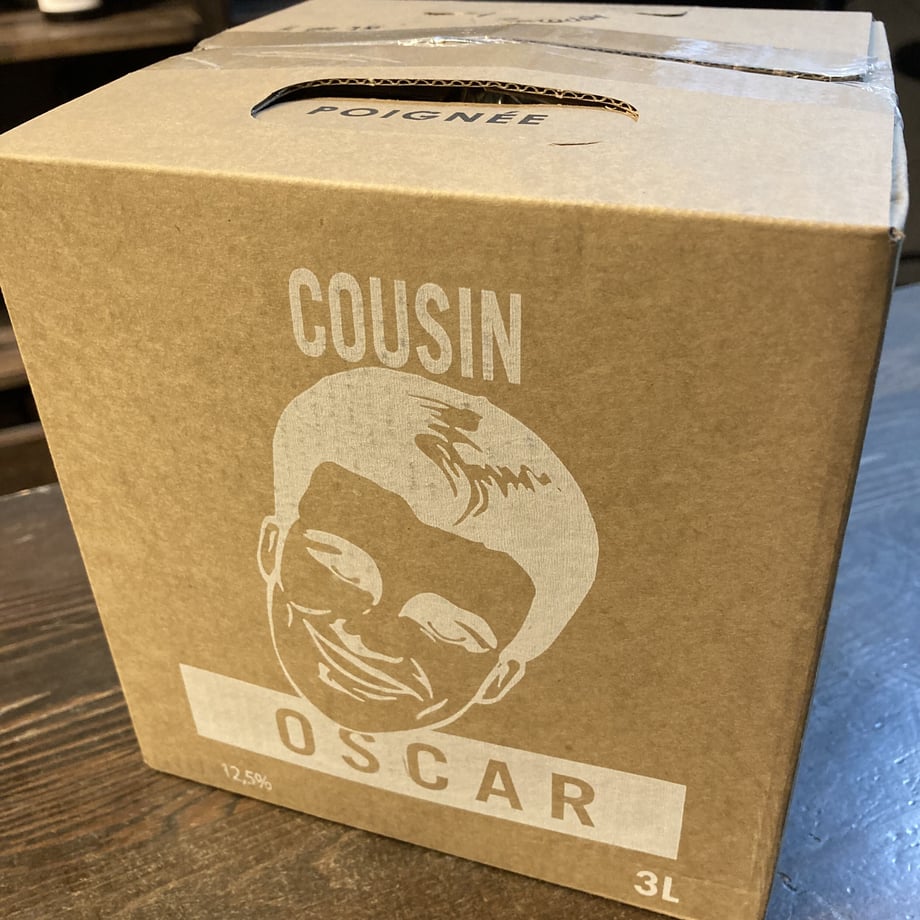 POIGNÉE
COUSIN
OSCAR
12,5%
3L